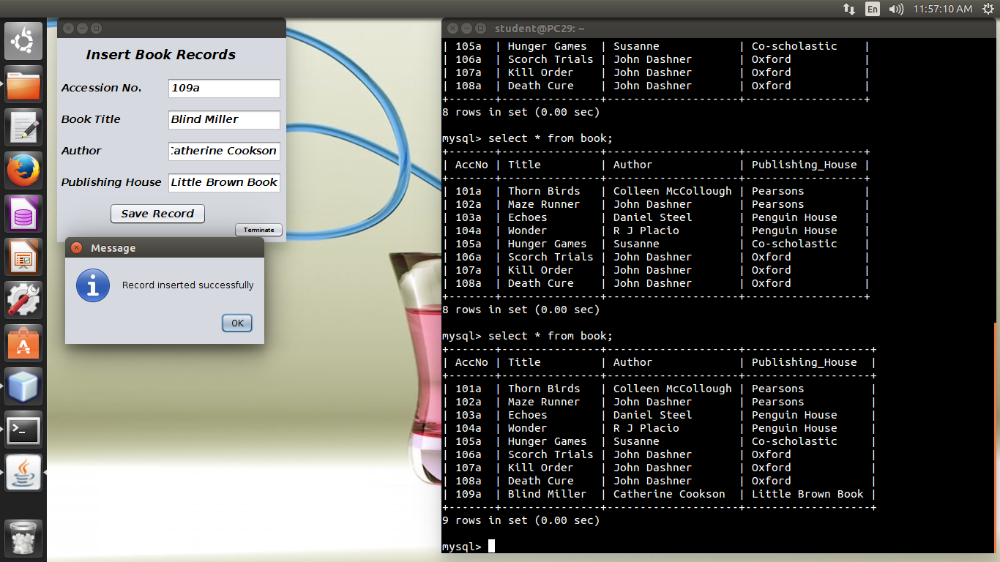 En 11:57:10 AM
Insert Book Records
Accession No. 109a
Book Title Blind Miller
Author Catherine Cookson
Publishing House Little Brown Book
Save Record
Terminate
Message
Record inserted successfully
OK
student@PC29: ~
| 105a | Hunger Games | Susanne | Co-scholastic |
| 106a | Scorch Trials | John Dashner | Oxford |
| 107a | Kill Order | John Dashner | Oxford |
| 108a | Death Cure | John Dashner | Oxford |
+-------+---------------+--------------------+------------------+
8 rows in set (0.00 sec)
mysql> select * from book;
+-------+---------------+--------------------+------------------+
| AccNo | Title | Author | Publishing_House |
+-------+---------------+--------------------+------------------+
| 101a | Thorn Birds | Colleen McCollough | Pearsons |
| 102a | Maze Runner | John Dashner | Pearsons |
| 103a | Echoes | Daniel Steel | Penguin House |
| 104a | Wonder | R J Placio | Penguin House |
| 105a | Hunger Games | Susanne | Co-scholastic |
| 106a | Scorch Trials | John Dashner | Oxford |
| 107a | Kill Order | John Dashner | Oxford |
| 108a | Death Cure | John Dashner | Oxford |
+-------+---------------+--------------------+------------------+
8 rows in set (0.00 sec)
mysql> select * from book;
+-------+---------------+--------------------+-------------------+
| AccNo | Title | Author | Publishing_House |
+-------+---------------+--------------------+-------------------+
| 101a | Thorn Birds | Colleen McCollough | Pearsons |
| 102a | Maze Runner | John Dashner | Pearsons |
| 103a | Echoes | Daniel Steel | Penguin House |
| 104a | Wonder | R J Placio | Penguin House |
| 105a | Hunger Games | Susanne | Co-scholastic |
| 106a | Scorch Trials | John Dashner | Oxford |
| 107a | Kill Order | John Dashner | Oxford |
| 108a | Death Cure | John Dashner | Oxford |
| 109a | Blind Miller | Catherine Cookson | Little Brown Book |
+-------+---------------+--------------------+-------------------+
9 rows in set (0.00 sec)
mysql>